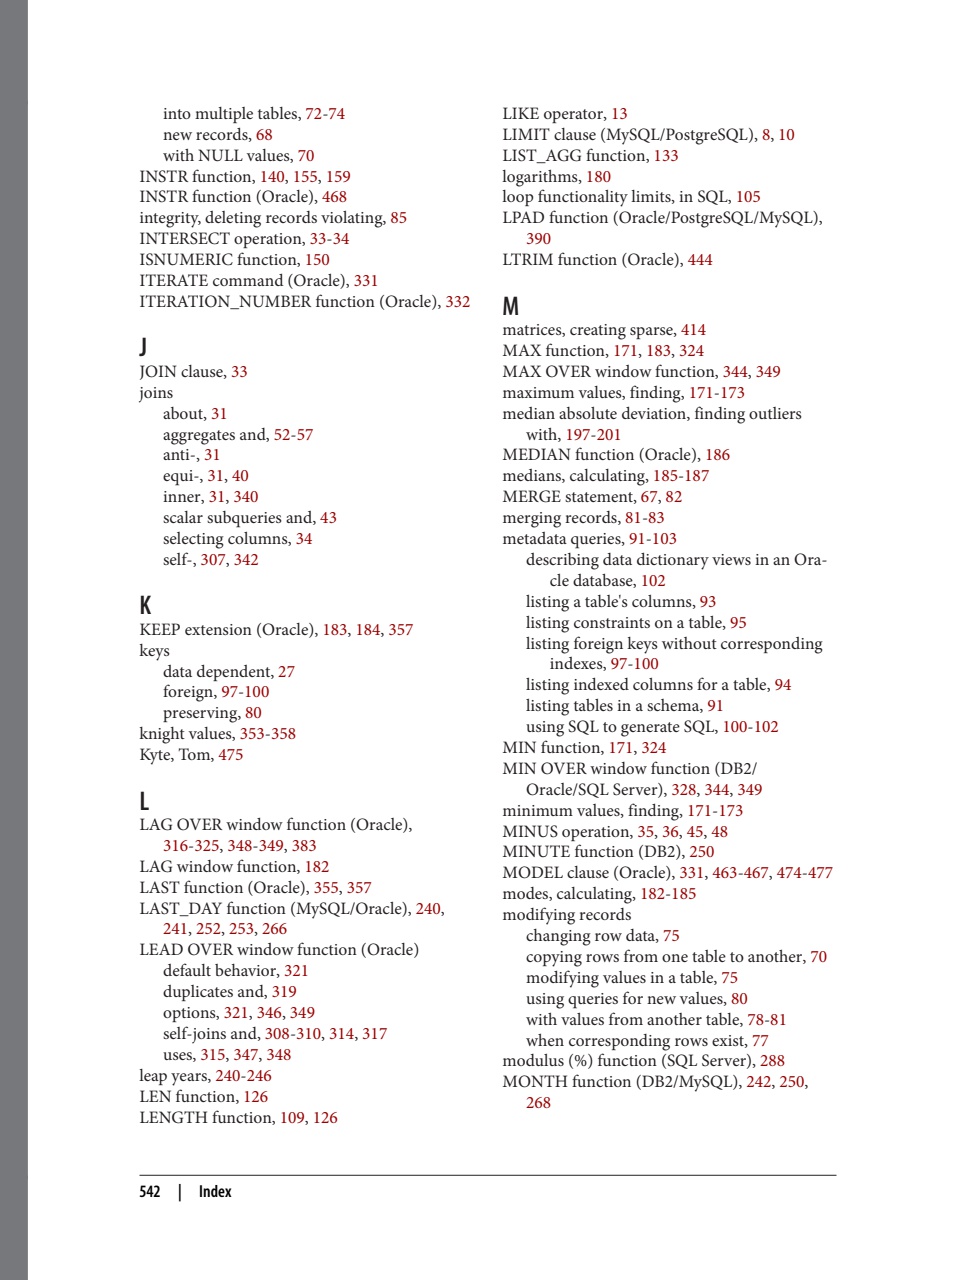 into multiple tables, 72-74
new records, 68
with NULL values, 70
INSTR function, 140, 155, 159
INSTR function (Oracle), 468
integrity, deleting records violating, 85
INTERSECT operation, 33-34
ISNUMERIC function, 150
ITERATE command (Oracle), 331
ITERATION_NUMBER function (Oracle), 332
J
JOIN clause, 33
joins
about, 31
aggregates and, 52-57
anti-, 31
equi-, 31, 40
inner, 31, 340
scalar subqueries and, 43
selecting columns, 34
self-, 307, 342
K
KEEP extension (Oracle), 183, 184, 357
keys
data dependent, 27
foreign, 97-100
preserving, 80
knight values, 353-358
Kyte, Tom, 475
L
LAG OVER window function (Oracle),
316-325, 348-349, 383
LAG window function, 182
LAST function (Oracle), 355, 357
LAST_DAY function (MySQL/Oracle), 240,
241, 252, 253, 266
LEAD OVER window function (Oracle)
default behavior, 321
duplicates and, 319
options, 321, 346, 349
self-joins and, 308-310, 314, 317
uses, 315, 347, 348
leap years, 240-246
LEN function, 126
LENGTH function, 109, 126
LIKE operator, 13
LIMIT clause (MySQL/PostgreSQL), 8, 10
LIST_AGG function, 133
logarithms, 180
loop functionality limits, in SQL, 105
LPAD function (Oracle/PostgreSQL/MySQL),
390
LTRIM function (Oracle), 444
M
matrices, creating sparse, 414
MAX function, 171, 183, 324
MAX OVER window function, 344, 349
maximum values, finding, 171-173
median absolute deviation, finding outliers
with, 197-201
MEDIAN function (Oracle), 186
medians, calculating, 185-187
MERGE statement, 67, 82
merging records, 81-83
metadata queries, 91-103
describing data dictionary views in an Ora-
cle database, 102
listing a table's columns, 93
listing constraints on a table, 95
listing foreign keys without corresponding
indexes, 97-100
listing indexed columns for a table, 94
listing tables in a schema, 91
using SQL to generate SQL, 100-102
MIN function, 171, 324
MIN OVER window function (DB2/
Oracle/SQL Server), 328, 344, 349
minimum values, finding, 171-173
MINUS operation, 35, 36, 45, 48
MINUTE function (DB2), 250
MODEL clause (Oracle), 331, 463-467, 474-477
modes, calculating, 182-185
modifying records
changing row data, 75
copying rows from one table to another, 70
modifying values in a table, 75
using queries for new values, 80
with values from another table, 78-81
when corresponding rows exist, 77
modulus (%) function (SQL Server), 288
MONTH function (DB2/MySQL), 242, 250,
268
542 | Index